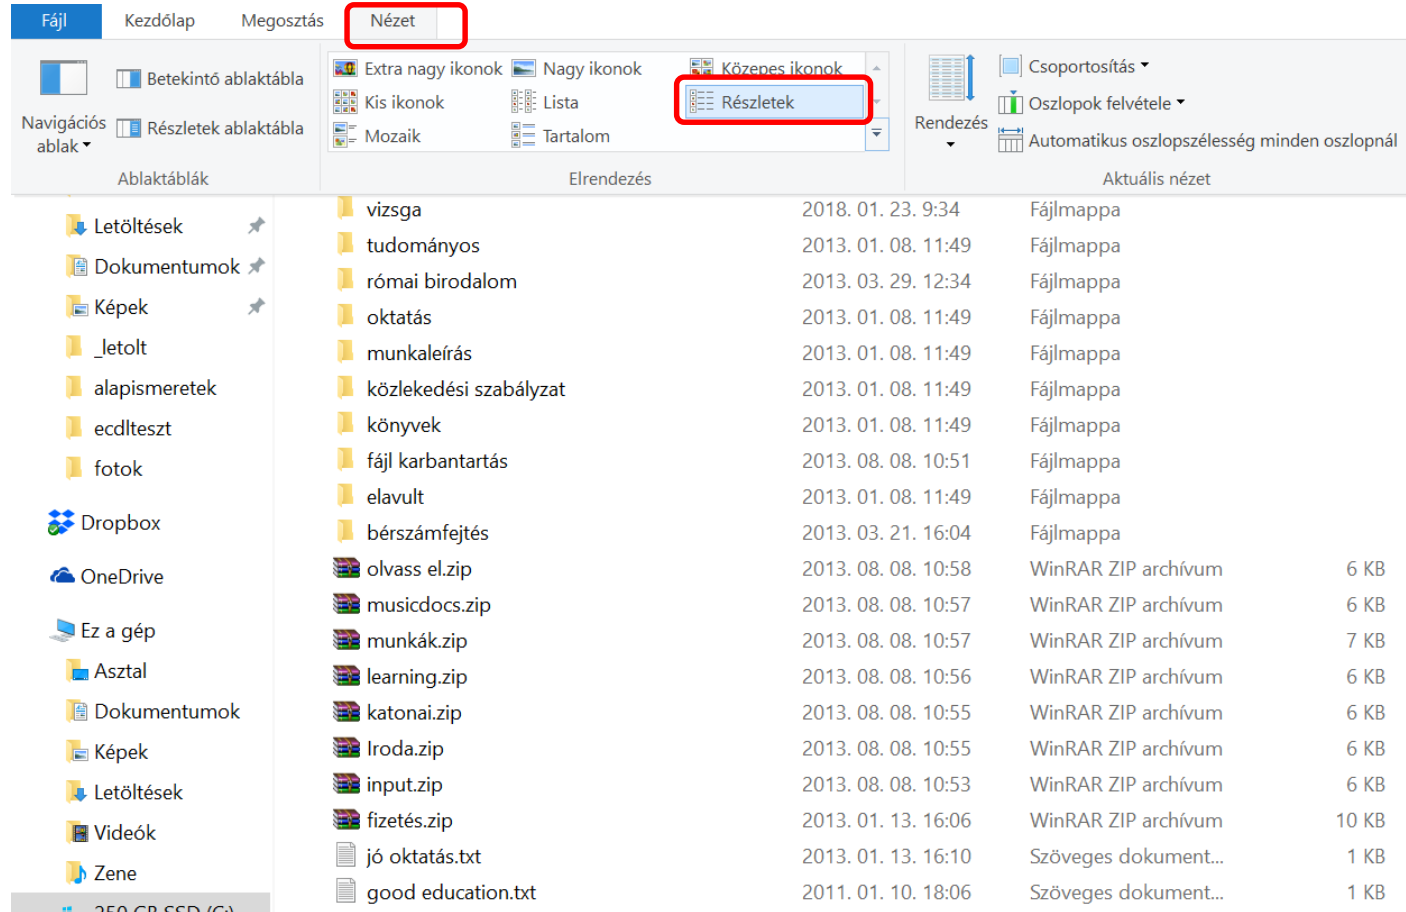 Fájl Kezdőlap Megosztás Nézet
Navigációs ablak
Betekintő ablaktábla
Részletek ablaktábla
Ablaktáblák
Extra nagy ikonok Nagy ikonok Közepes ikonok
Kis ikonok Lista Részletek
Mozaik Tartalom
Elrendezés
Rendezés
Csoportosítás
Oszlopok felvétele
Automatikus oszlopszélesség minden oszlopnál
Aktuális nézet
Letöltések
Dokumentumok
Képek
_letolt
alapismeretek
ecdlteszt
fotok
Dropbox
OneDrive
Ez a gép
Asztal
Dokumentumok
Képek
Letöltések
Videók
Zene
250 GB SSD (C:)
vizsga 2018. 01. 23. 9:34 Fájlmappa
tudományos 2013. 01. 08. 11:49 Fájlmappa
római birodalom 2013. 03. 29. 12:34 Fájlmappa
oktatás 2013. 01. 08. 11:49 Fájlmappa
munkaleírás 2013. 01. 08. 11:49 Fájlmappa
közlekedési szabályzat 2013. 01. 08. 11:49 Fájlmappa
könyvek 2013. 01. 08. 11:49 Fájlmappa
fájl karbantartás 2013. 08. 08. 10:51 Fájlmappa
elavult 2013. 01. 08. 11:49 Fájlmappa
bérszámfejtés 2013. 03. 21. 16:04 Fájlmappa
olvass el.zip 2013. 08. 08. 10:58 WinRAR ZIP archívum 6 KB
musicdocs.zip 2013. 08. 08. 10:57 WinRAR ZIP archívum 6 KB
munkák.zip 2013. 08. 08. 10:57 WinRAR ZIP archívum 7 KB
learning.zip 2013. 08. 08. 10:56 WinRAR ZIP archívum 6 KB
katonai.zip 2013. 08. 08. 10:55 WinRAR ZIP archívum 6 KB
Iroda.zip 2013. 08. 08. 10:55 WinRAR ZIP archívum 6 KB
input.zip 2013. 08. 08. 10:53 WinRAR ZIP archívum 6 KB
fizetés.zip 2013. 01. 13. 16:06 WinRAR ZIP archívum 10 KB
jó oktatás.txt 2013. 01. 13. 16:10 Szöveges dokument... 1 KB
good education.txt 2011. 01. 10. 18:06 Szöveges dokument... 1 KB